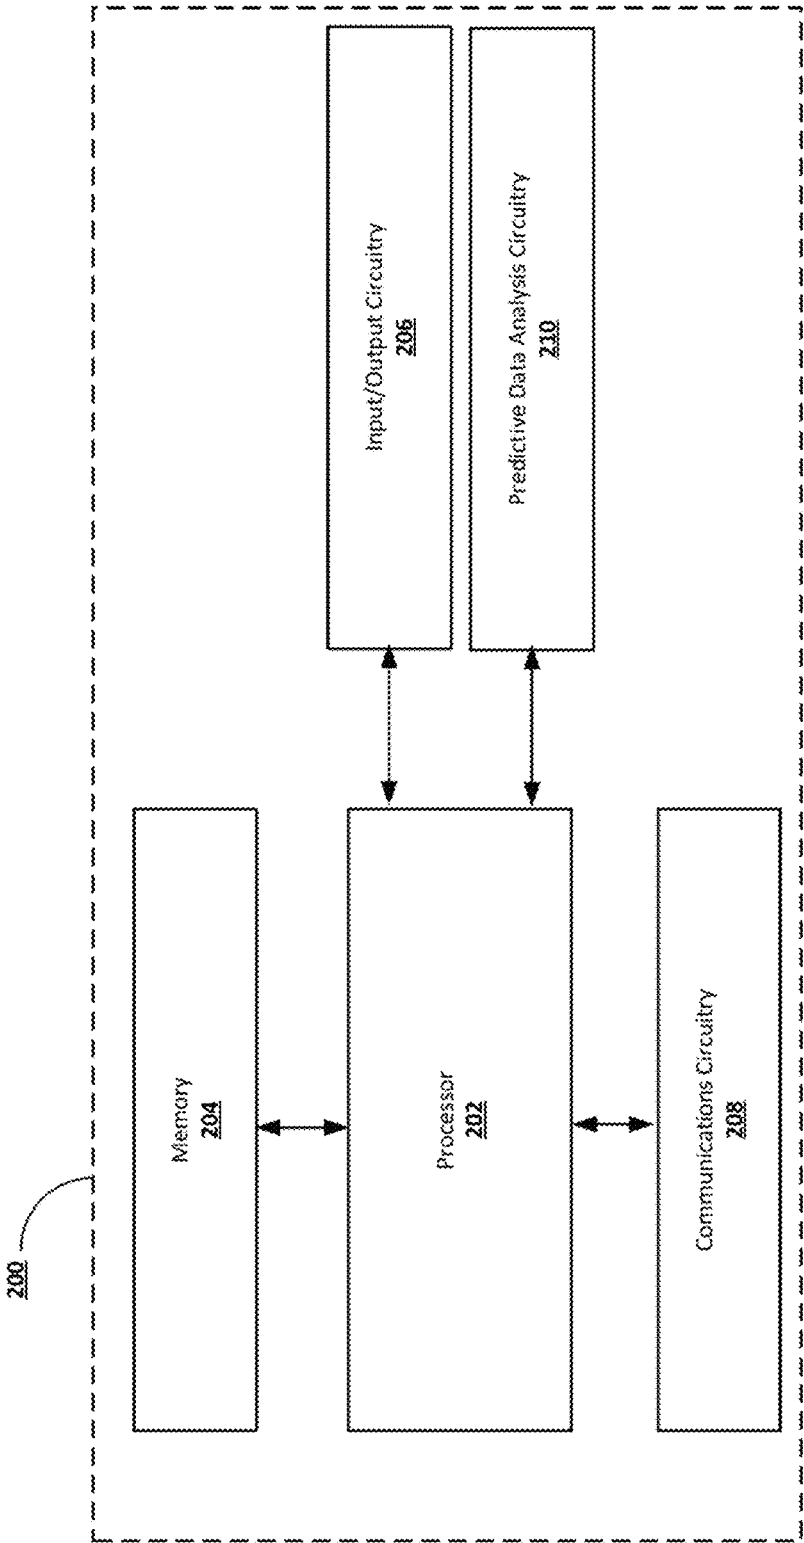 200
Memory
204
Processor
202
Communications Circuitry
208
Input/Output Circuitry
206
Predictive Data Analysis Circuitry
210